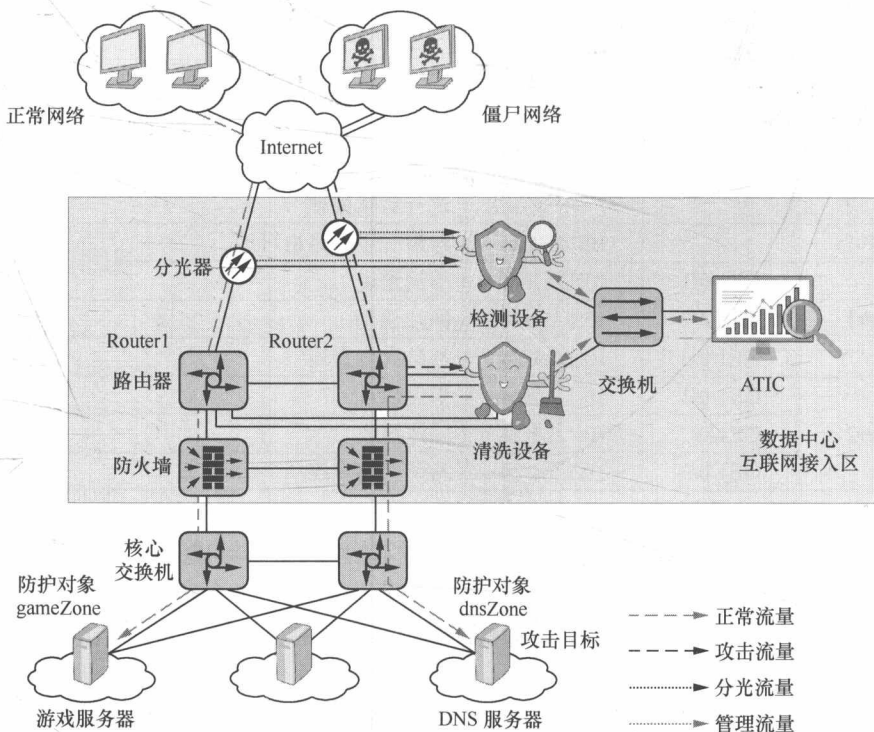 正常网络
僵尸网络
Internet
分光器
检测设备
Router1
Router2
路由器
交换机
ATIC
清洗设备
防火墙
数据中心
互联网接入区
核心
交换机
防护对象
gameZone
防护对象
dnsZone
攻击目标
游戏服务器
DNS 服务器
正常流量
攻击流量
分光流量
管理流量